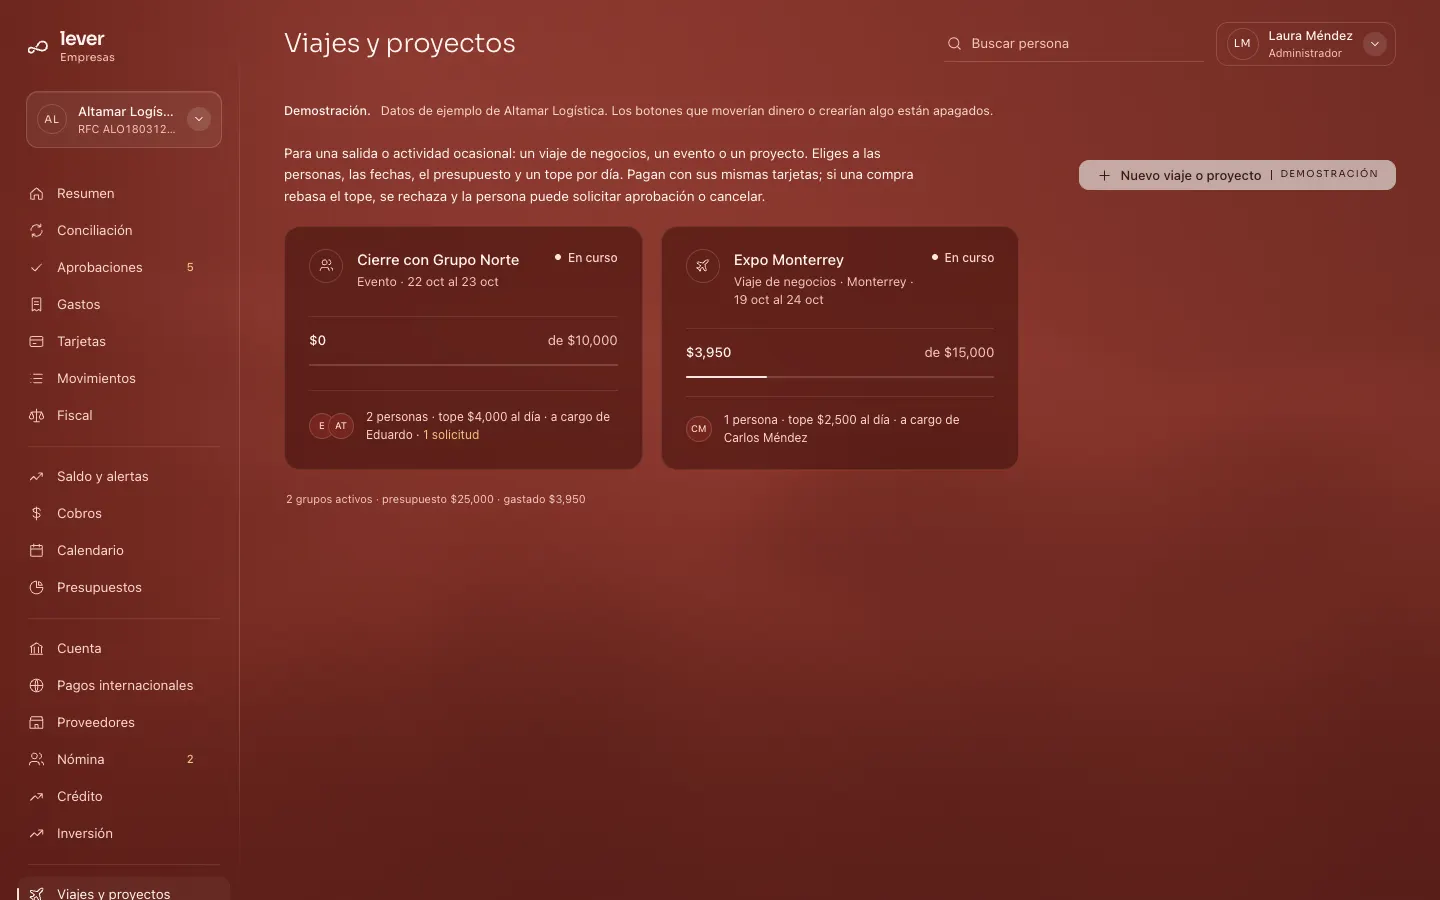 lever
Empresas
AL
Altamar Logís...
RFC ALO180312...
Resumen
Conciliación
Aprobaciones 5
Gastos
Tarjetas
Movimientos
Fiscal
Saldo y alertas
Cobros
Calendario
Presupuestos
Cuenta
Pagos internacionales
Proveedores
Nómina 2
Crédito
Inversión
Viajes y proyectos
Viajes y proyectos
Buscar persona
LM
Laura Méndez
Administrador
Demostración. Datos de ejemplo de Altamar Logística. Los botones que moverían dinero o crearían algo están apagados.
Para una salida o actividad ocasional: un viaje de negocios, un evento o un proyecto. Eliges a las
personas, las fechas, el presupuesto y un tope por día. Pagan con sus mismas tarjetas; si una compra
rebasa el tope, se rechaza y la persona puede solicitar aprobación o cancelar.
+ Nuevo viaje o proyecto | DEMOSTRACIÓN
Cierre con Grupo Norte
• En curso
Evento · 22 oct al 23 oct
$0 de $10,000
E AT
2 personas · tope $4,000 al día · a cargo de
Eduardo · 1 solicitud
Expo Monterrey
• En curso
Viaje de negocios · Monterrey ·
19 oct al 24 oct
$3,950 de $15,000
CM
1 persona · tope $2,500 al día · a cargo de
Carlos Méndez
2 grupos activos · presupuesto $25,000 · gastado $3,950